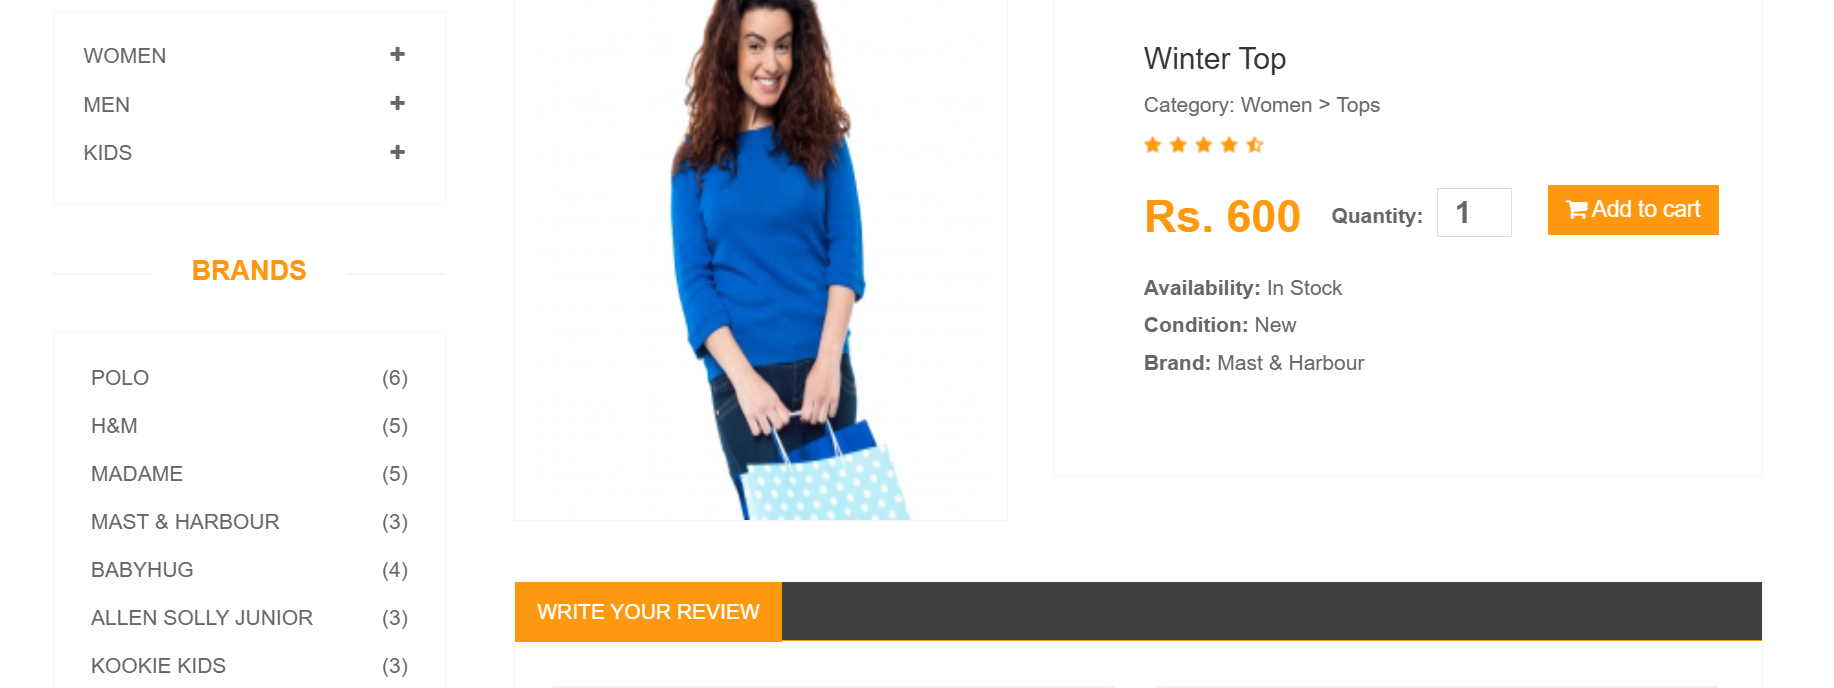 WOMEN
MEN
KIDS
BRANDS
POLO (6)
H&M (5)
MADAME (5)
MAST & HARBOUR (3)
BABYHUG (4)
ALLEN SOLLY JUNIOR (3)
KOOKIE KIDS (3)
Winter Top
Category: Women > Tops
Rs. 600 Quantity: 1 Add to cart
Availability: In Stock
Condition: New
Brand: Mast & Harbour
WRITE YOUR REVIEW